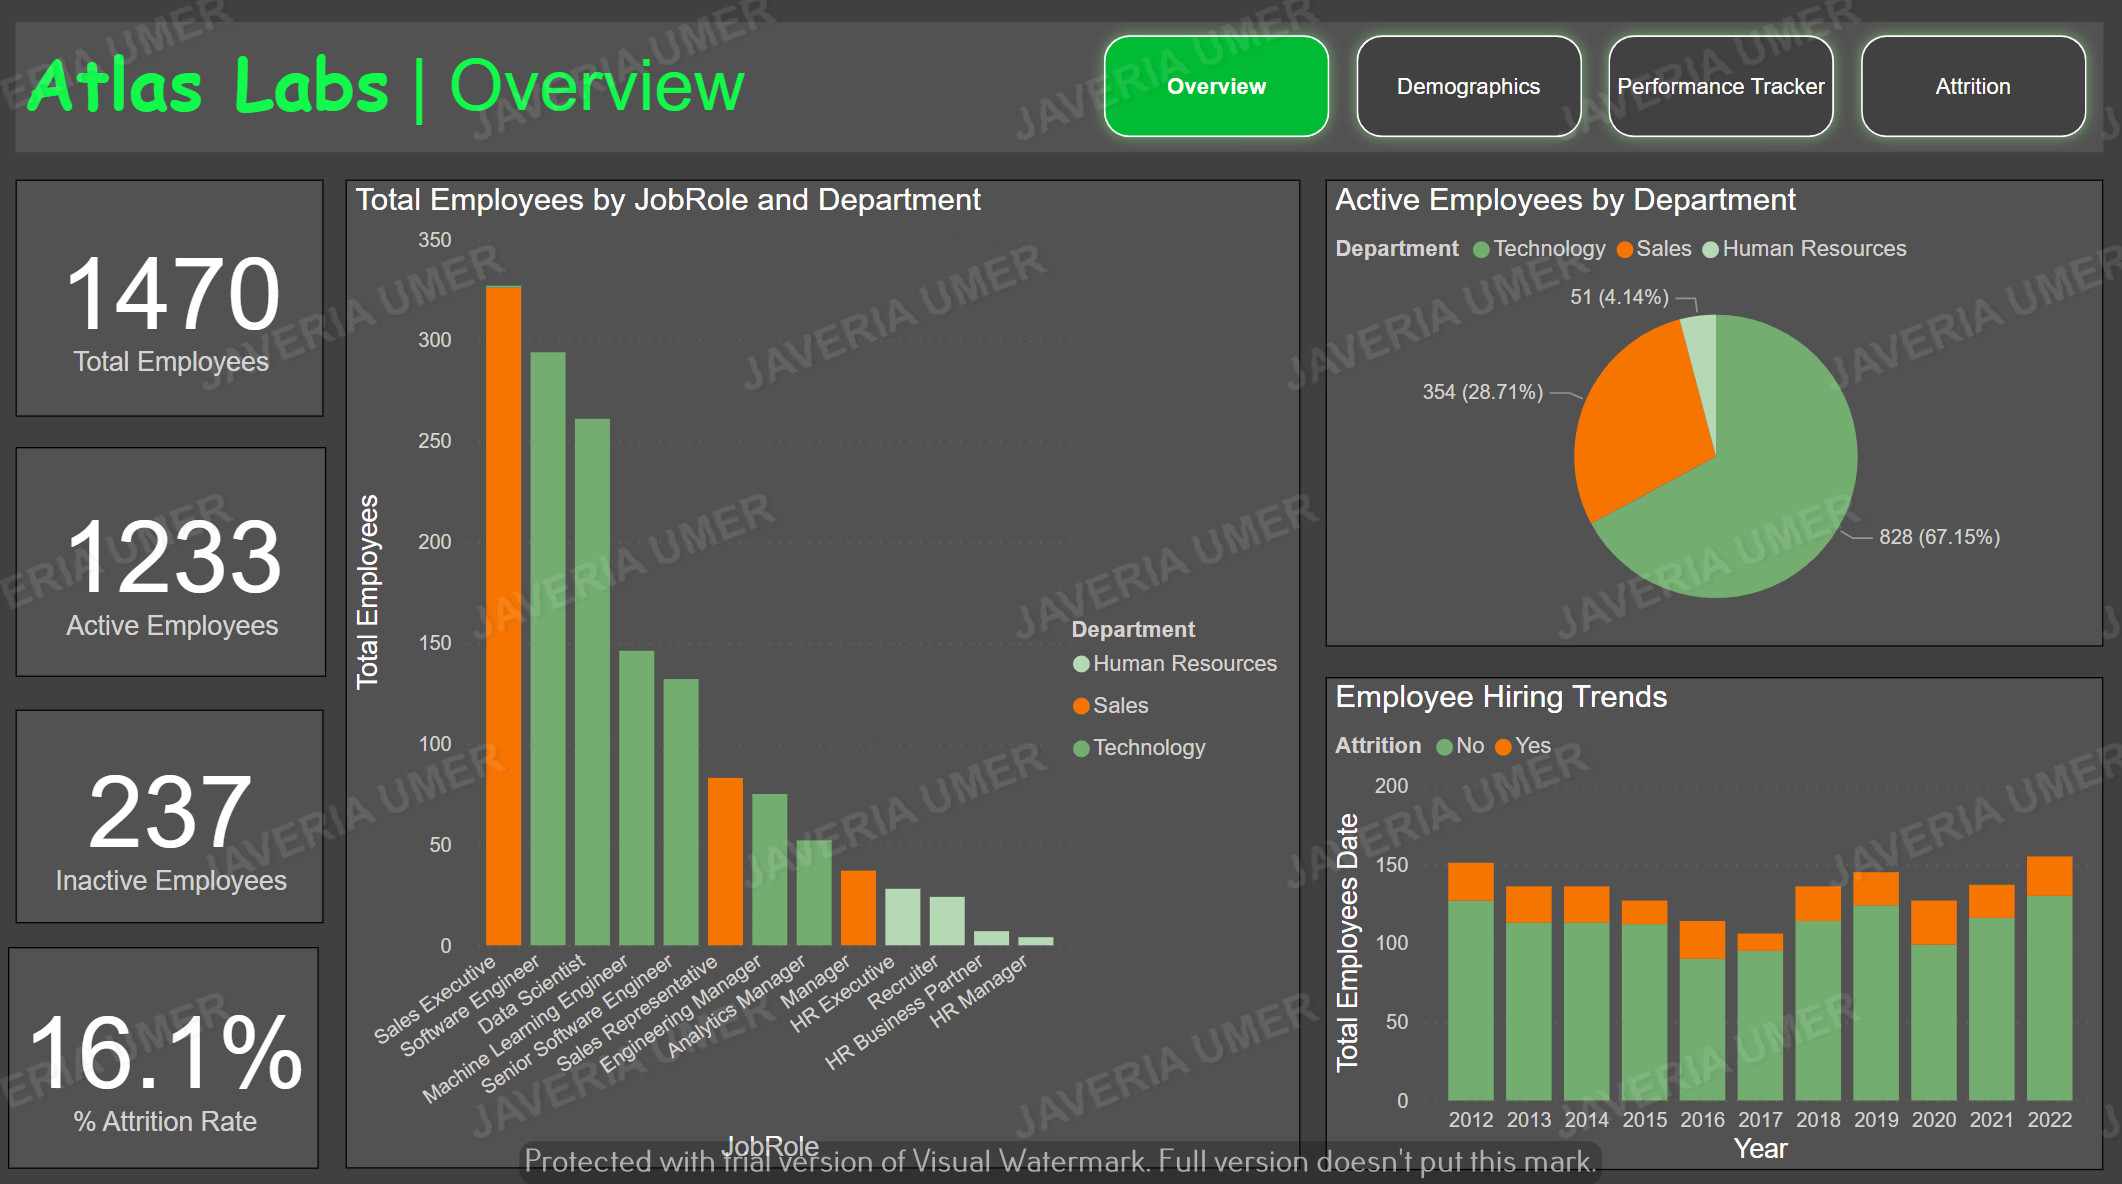 Atlas Labs | Overview
Overview
Demographics
Performance Tracker
Attrition
1470
Total Employees
1233
Active Employees
237
Inactive Employees
16.1%
% Attrition Rate
Total Employees by JobRole and Department
Total Employees
350
300
250
200
150
100
50
0
Sales Executive
Software Engineer
Data Scientist
Machine Learning Engineer
Senior Software Engineer
Sales Representative
Engineering Manager
Analytics Manager
Manager
HR Executive
Recruiter
HR Business Partner
HR Manager
JobRole
Department
Human Resources
Sales
Technology
Active Employees by Department
Department Technology Sales Human Resources
51 (4.14%)
354 (28.71%)
828 (67.15%)
Employee Hiring Trends
Attrition No Yes
Total Employees Date
200
150
100
50
0
2012 2013 2014 2015 2016 2017 2018 2019 2020 2021 2022
Year
JAVERIA UMER
Protected with trial version of Visual Watermark. Full version doesn't put this mark.